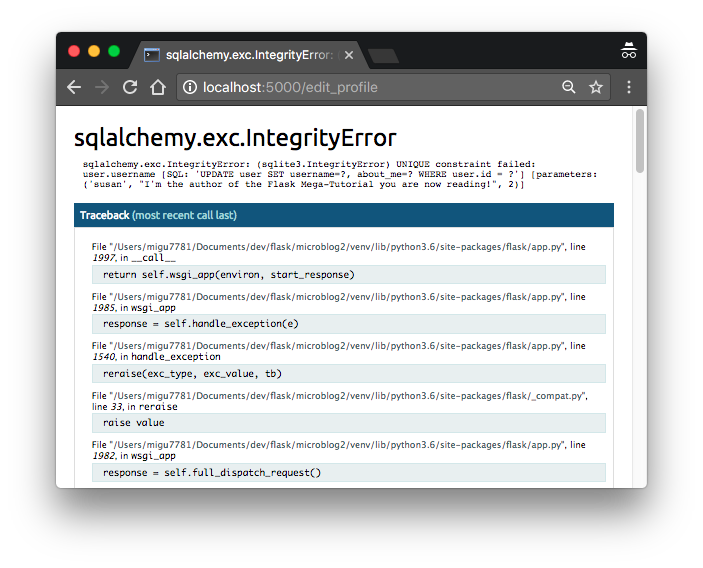 sqlalchemy.exc.IntegrityError:
localhost:5000/edit_profile
sqlalchemy.exc.IntegrityError
sqlalchemy.exc.IntegrityError: (sqlite3.IntegrityError) UNIQUE constraint failed:
user.username [SQL: 'UPDATE user SET username=?, about_me=? WHERE user.id = ?'] [parameters:
('susan', "I'm the author of the Flask Mega-Tutorial you are now reading!", 2)]
Traceback (most recent call last)
File "/Users/migu7781/Documents/dev/flask/microblog2/venv/lib/python3.6/site-packages/flask/app.py", line
1997, in __call__
return self.wsgi_app(environ, start_response)
File "/Users/migu7781/Documents/dev/flask/microblog2/venv/lib/python3.6/site-packages/flask/app.py", line
1985, in wsgi_app
response = self.handle_exception(e)
File "/Users/migu7781/Documents/dev/flask/microblog2/venv/lib/python3.6/site-packages/flask/app.py", line
1540, in handle_exception
reraise(exc_type, exc_value, tb)
File "/Users/migu7781/Documents/dev/flask/microblog2/venv/lib/python3.6/site-packages/flask/_compat.py",
line 33, in reraise
raise value
File "/Users/migu7781/Documents/dev/flask/microblog2/venv/lib/python3.6/site-packages/flask/app.py", line
1982, in wsgi_app
response = self.full_dispatch_request()